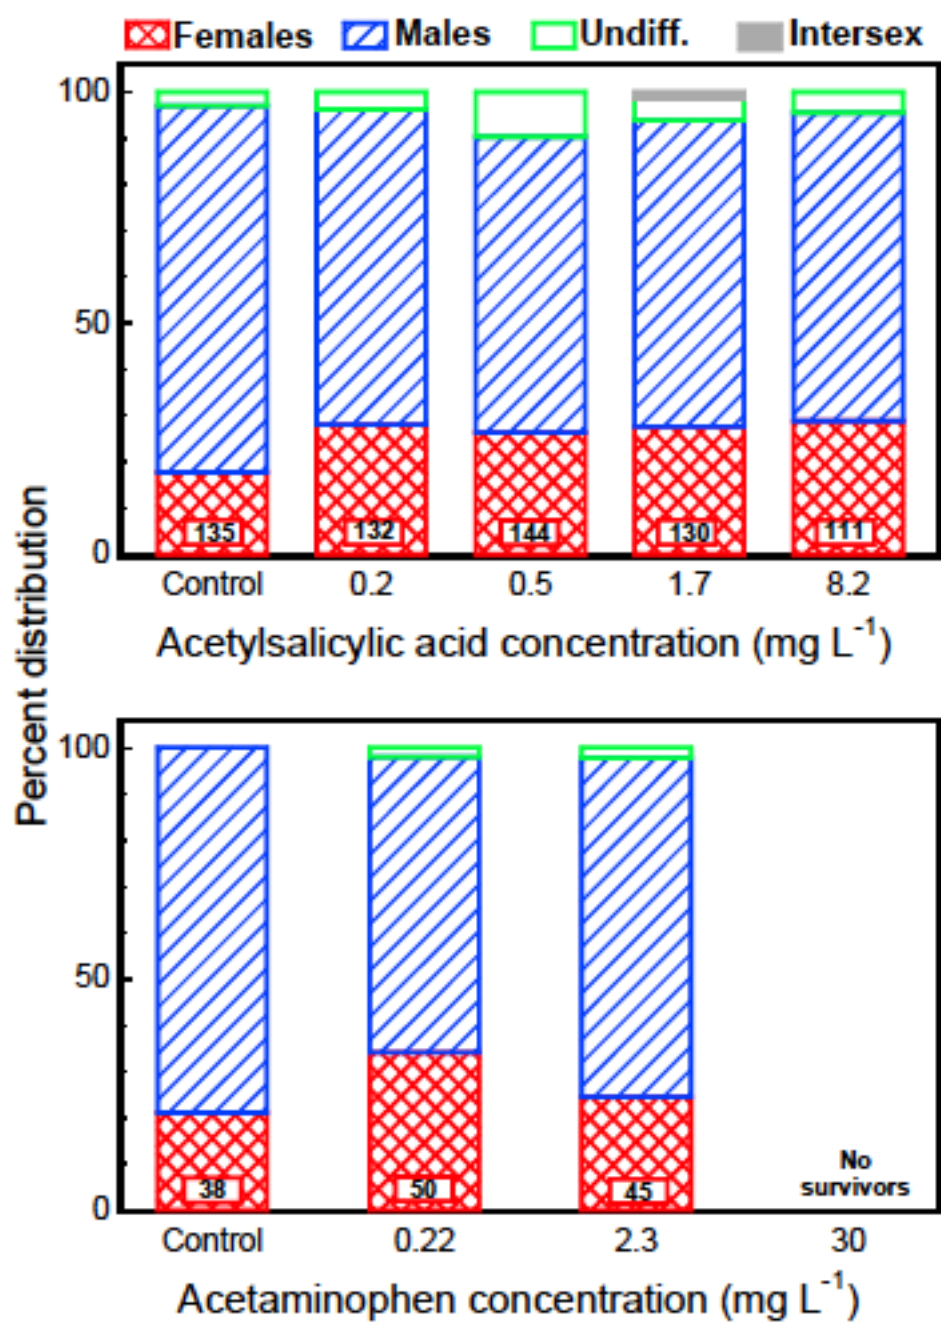 Females Males Undiff. Intersex
100
50
0
135 132 144 130 111
Control 0.2 0.5 1.7 8.2
Acetylsalicylic acid concentration (mg L⁻¹)
Percent distribution
100
50
0
38 50 45
No
survivors
Control 0.22 2.3 30
Acetaminophen concentration (mg L⁻¹)